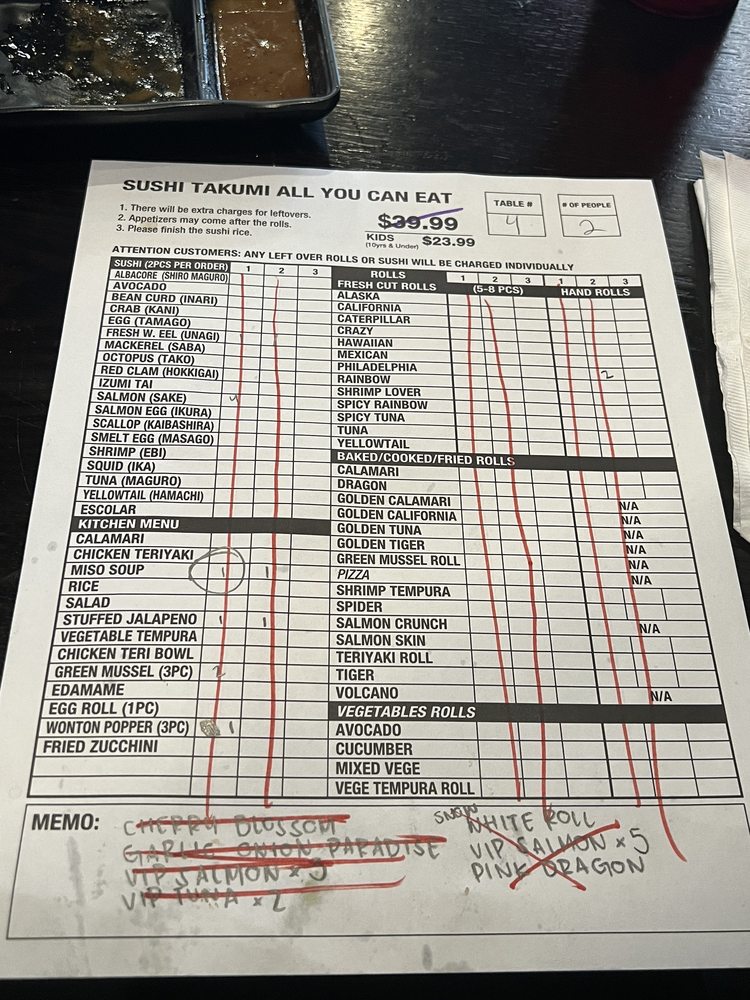 SUSHI TAKUMI ALL YOU CAN EAT
1. There will be extra charges for leftovers.
2. Appetizers may come after the rolls.
3. Please finish the sushi rice.
$39.99
KIDS
(10yrs & Under) $23.99
TABLE #
4
# OF PEOPLE
2
ATTENTION CUSTOMERS: ANY LEFT OVER ROLLS OR SUSHI WILL BE CHARGED INDIVIDUALLY
SUSHI (2PCS PER ORDER) 1 2 3
ALBACORE (SHIRO MAGURO)
AVOCADO
BEAN CURD (INARI)
CRAB (KANI)
EGG (TAMAGO)
FRESH W. EEL (UNAGI)
MACKEREL (SABA)
OCTOPUS (TAKO)
RED CLAM (HOKKIGAI)
IZUMI TAI
SALMON (SAKE) 4
SALMON EGG (IKURA)
SCALLOP (KAIBASHIRA)
SMELT EGG (MASAGO)
SHRIMP (EBI)
SQUID (IKA)
TUNA (MAGURO)
YELLOWTAIL (HAMACHI)
ESCOLAR
KITCHEN MENU
CALAMARI
CHICKEN TERIYAKI
MISO SOUP 1 1
RICE
SALAD
STUFFED JALAPENO 1 1
VEGETABLE TEMPURA
CHICKEN TERI BOWL
GREEN MUSSEL (3PC) 2
EDAMAME
EGG ROLL (1PC)
WONTON POPPER (3PC) 1
FRIED ZUCCHINI
ROLLS 1 2 3 1 2 3
FRESH CUT ROLLS (5-8 PCS) HAND ROLLS
ALASKA
CALIFORNIA
CATERPILLAR
CRAZY
HAWAIIAN
MEXICAN
PHILADELPHIA
RAINBOW 2
SHRIMP LOVER
SPICY RAINBOW
SPICY TUNA
TUNA
YELLOWTAIL
BAKED/COOKED/FRIED ROLLS
CALAMARI
DRAGON
GOLDEN CALAMARI N/A
GOLDEN CALIFORNIA N/A
GOLDEN TUNA N/A
GOLDEN TIGER N/A
GREEN MUSSEL ROLL N/A
PIZZA N/A
SHRIMP TEMPURA
SPIDER
SALMON CRUNCH N/A
SALMON SKIN
TERIYAKI ROLL
TIGER
VOLCANO N/A
VEGETABLES ROLLS
AVOCADO
CUCUMBER
MIXED VEGE
VEGE TEMPURA ROLL
MEMO:
CHERRY BLOSSOM
GARLIC ONION PARADISE
VIP SALMON × 3
VIP TUNA × 2
SNOW WHITE ROLL
VIP SALMON × 5
PINK DRAGON